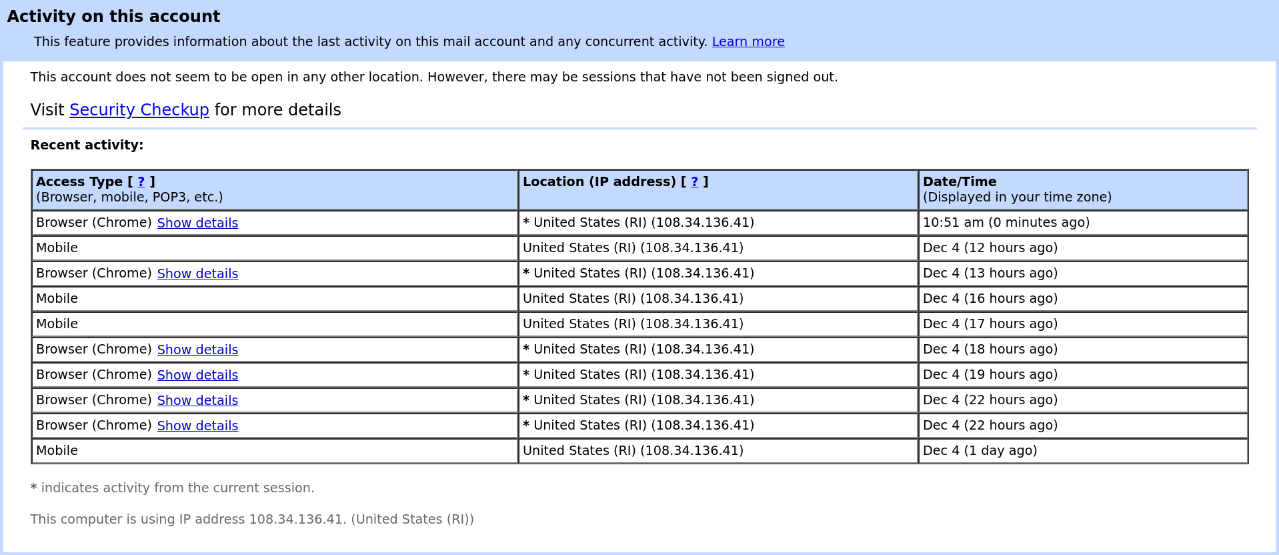 Activity on this account
This feature provides information about the last activity on this mail account and any concurrent activity. Learn more
This account does not seem to be open in any other location. However, there may be sessions that have not been signed out.
Visit Security Checkup for more details
Recent activity:
Access Type [ ? ] Location (IP address) [ ? ] Date/Time
(Browser, mobile, POP3, etc.) (Displayed in your time zone)
Browser (Chrome) Show details * United States (RI) (108.34.136.41) 10:51 am (0 minutes ago)
Mobile United States (RI) (108.34.136.41) Dec 4 (12 hours ago)
Browser (Chrome) Show details * United States (RI) (108.34.136.41) Dec 4 (13 hours ago)
Mobile United States (RI) (108.34.136.41) Dec 4 (16 hours ago)
Mobile United States (RI) (108.34.136.41) Dec 4 (17 hours ago)
Browser (Chrome) Show details * United States (RI) (108.34.136.41) Dec 4 (18 hours ago)
Browser (Chrome) Show details * United States (RI) (108.34.136.41) Dec 4 (19 hours ago)
Browser (Chrome) Show details * United States (RI) (108.34.136.41) Dec 4 (22 hours ago)
Browser (Chrome) Show details * United States (RI) (108.34.136.41) Dec 4 (22 hours ago)
Mobile United States (RI) (108.34.136.41) Dec 4 (1 day ago)
* indicates activity from the current session.
This computer is using IP address 108.34.136.41. (United States (RI))